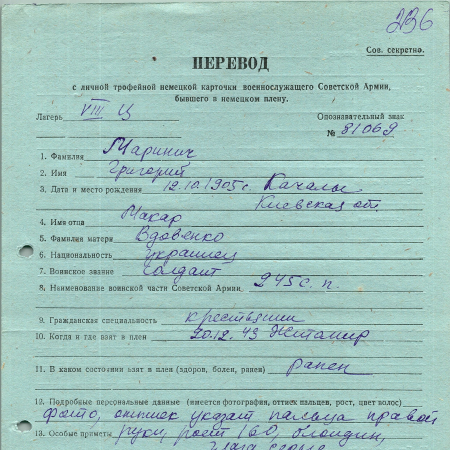 236
Сов. секретно.
ПЕРЕВОД
с личной трофейной немецкой карточки военнослужащего Советской Армии,
бывшего в немецком плену.
Лагерь VIII Ц
Опознавательный знак
№ 81069
1. Фамилия Маринич
2. Имя Григорий
3. Дата и место рождения 12.10.1905г. Качалы
Киевская об.
4. Имя отца Макар
5. Фамилия матери Вдовенко
6. Национальность украинец
7. Воинское звание солдат
8. Наименование воинской части Советской Армии 245 с. п.
9. Гражданская специальность крестьянин
10. Когда и где взят в плен 20.12.43 Житомир
11. В каком состоянии взят в плен (здоров, болен, ранен) ранен
12. Подробные персональные данные (имеется фотография, оттиск пальцев, рост, цвет волос)
фото, оттиск указат пальца правой
13. Особые приметы руки, рост 160, блондин,